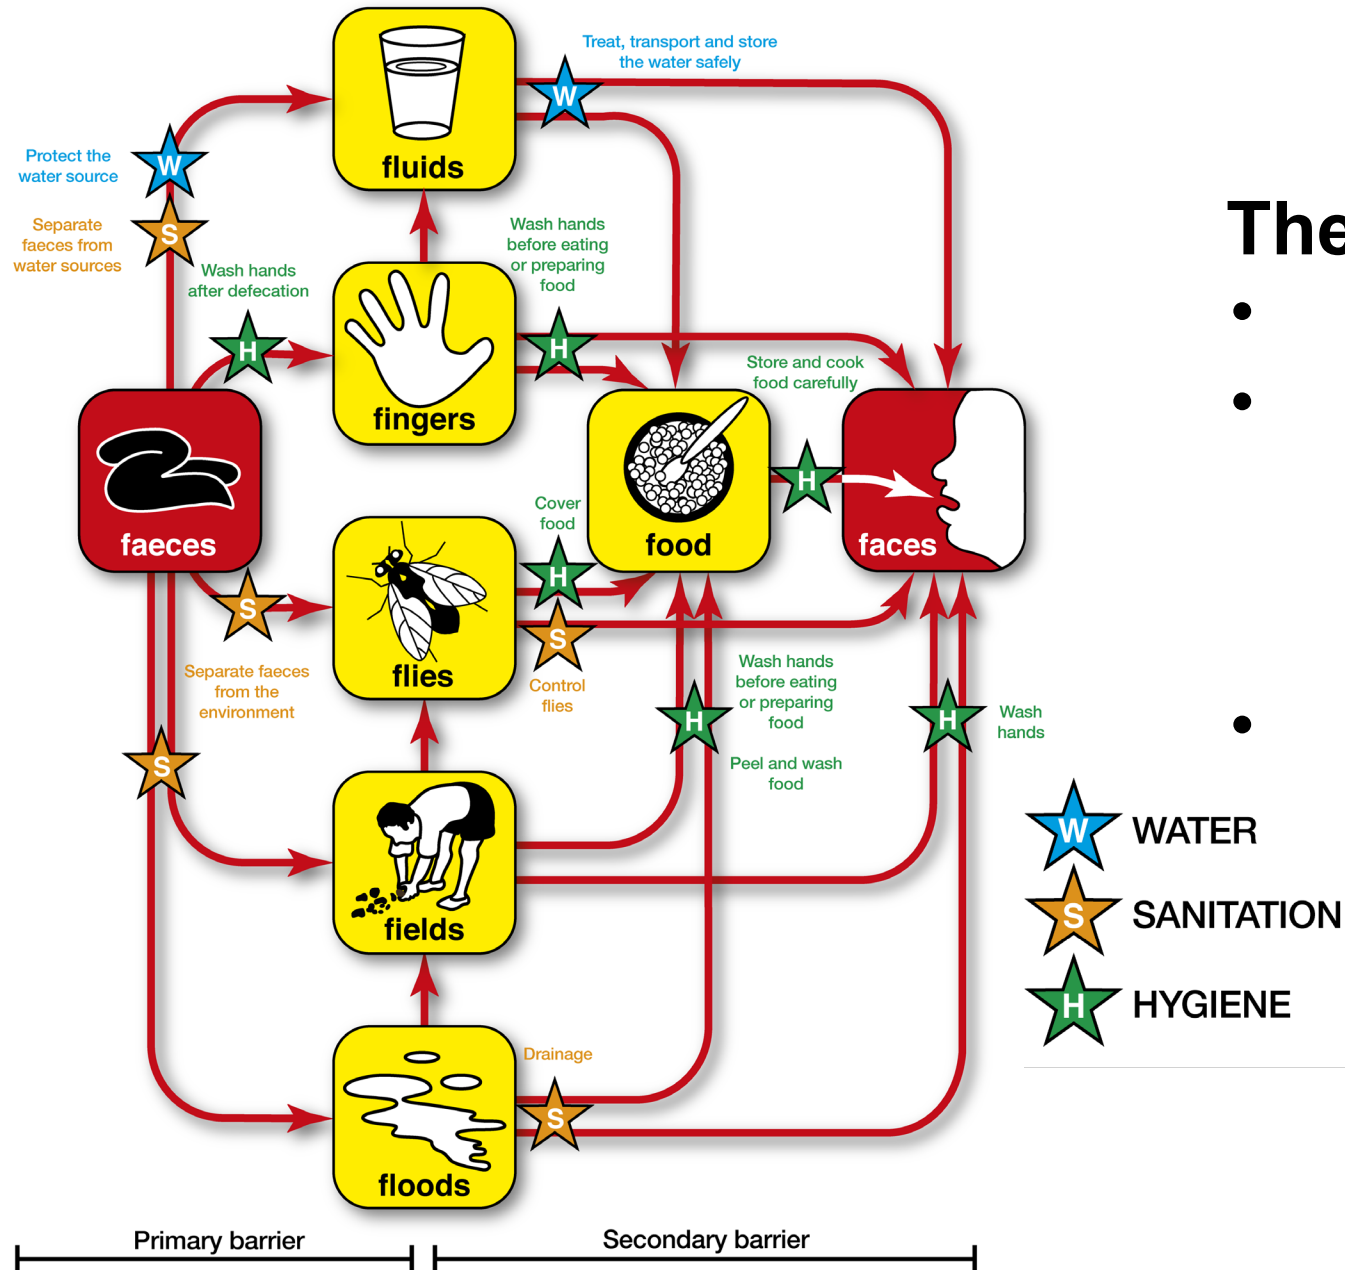 Treat, transport and store
the water safely
W
fluids
Protect the
water source
W
Separate
faeces from
water sources
S
Wash hands
after defecation
H
Wash hands
before eating
or preparing
food
H
fingers
Store and cook
food carefully
H
faeces
food
faces
Cover
food
H
S
Control
flies
S
flies
Separate faeces
from the
environment
S
Wash hands
before eating
or preparing
food
H
Peel and wash
food
Wash
hands
H
fields
Drainage
S
floods
Primary barrier
Secondary barrier
The
•
•
•
W WATER
S SANITATION
H HYGIENE